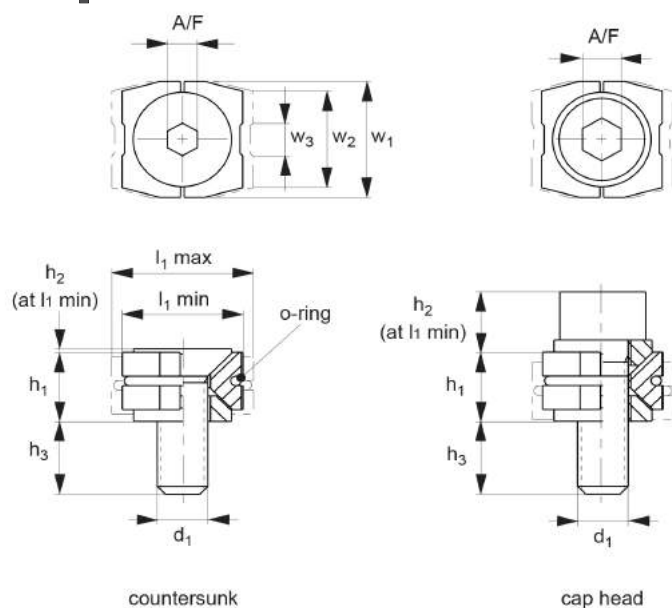 A/F
A/F
w3
w2
w1
l1 max
l1 min
h2
(at l1 min)
o-ring
h1
h3
d1
h2
(at l1 min)
h1
h3
d1
countersunk
cap head